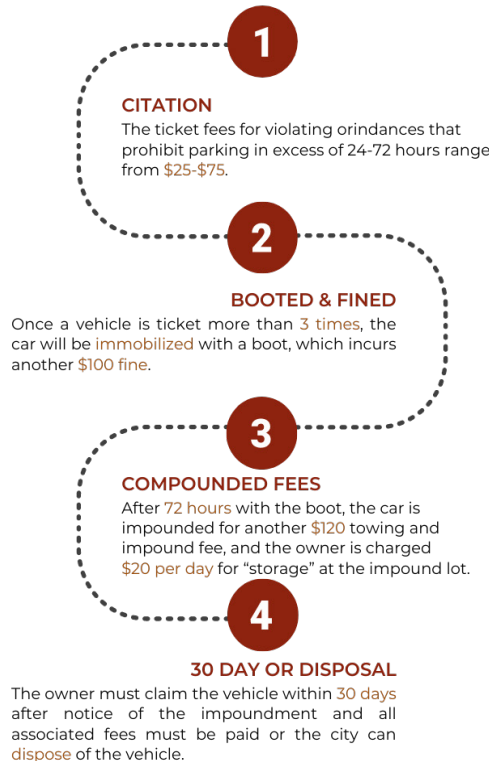 1
CITATION
The ticket fees for violating orindances that
prohibit parking in excess of 24-72 hours range
from $25-$75.
2
BOOTED & FINED
Once a vehicle is ticket more than 3 times, the
car will be immobilized with a boot, which incurs
another $100 fine.
3
COMPOUNDED FEES
After 72 hours with the boot, the car is
impounded for another $120 towing and
impound fee, and the owner is charged
$20 per day for “storage” at the impound lot.
4
30 DAY OR DISPOSAL
The owner must claim the vehicle within 30 days
after notice of the impoundment and all
associated fees must be paid or the city can
dispose of the vehicle.